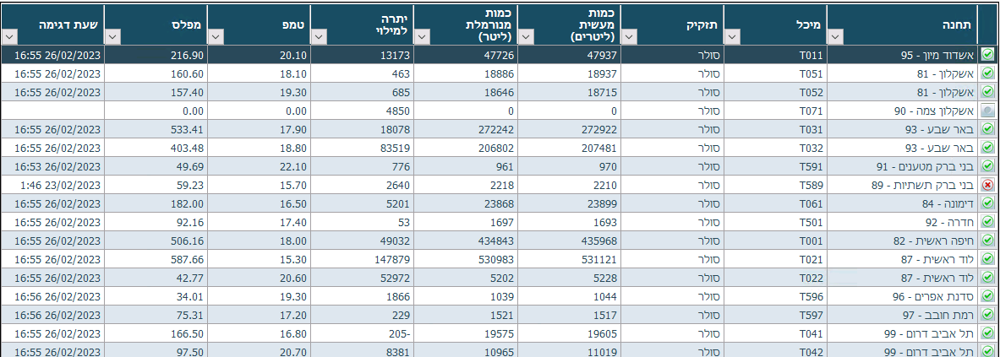 תחנה מיכל תזקיק כמות מעשית (ליטרים) כמות מנורמלת (ליטר) יתרה למילוי טמפ מפלס שעת דגימה
אשדוד מיון - 95 T011 סולר 47937 47726 13173 20.10 216.90 26/02/2023 16:55
אשקלון - 81 T051 סולר 18937 18886 463 18.10 160.60 26/02/2023 16:55
אשקלון - 81 T052 סולר 18715 18646 685 19.30 157.40 26/02/2023 16:55
אשקלון צמה - 90 T071 סולר 0 0 4850 0.00 0.00
באר שבע - 93 T031 סולר 272922 272242 18078 17.90 533.41 26/02/2023 16:55
באר שבע - 93 T032 סולר 207481 206802 83519 18.80 403.48 26/02/2023 16:55
בני ברק מטענים - 91 T591 סולר 970 961 776 22.10 49.69 26/02/2023 16:53
בני ברק תשתיות - 89 T589 סולר 2210 2218 2640 15.70 59.23 23/02/2023 1:46
דימונה - 84 T061 סולר 23899 23868 5201 16.50 182.00 26/02/2023 16:55
חדרה - 92 T501 סולר 1693 1697 53 17.40 92.16 26/02/2023 16:55
חיפה ראשית - 82 T001 סולר 435968 434843 49032 18.00 506.16 26/02/2023 16:55
לוד ראשית - 87 T021 סולר 531121 530983 147879 15.30 587.66 26/02/2023 16:55
לוד ראשית - 87 T022 סולר 5228 5202 52972 20.60 42.77 26/02/2023 16:55
סדנת אפרים - 96 T596 סולר 1044 1039 1866 19.30 34.01 26/02/2023 16:56
רמת חובב - 97 T597 סולר 1517 1521 229 17.20 75.31 26/02/2023 16:56
תל אביב דרום - 99 T041 סולר 19605 19575 205- 16.80 166.50 26/02/2023 16:55
תל אביב דרום - 99 T042 סולר 11019 10965 8381 20.70 97.50 26/02/2023 16:55